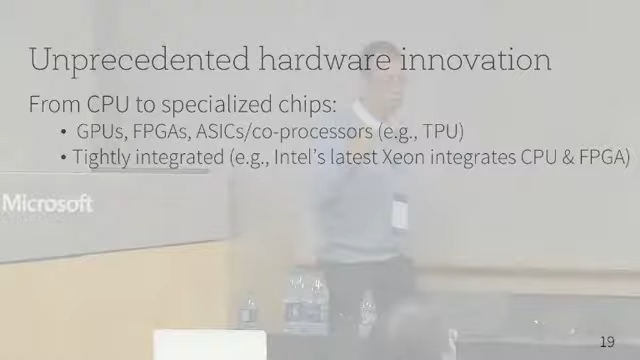 Unprecedented hardware innovation
From CPU to specialized chips:
• GPUs, FPGAs, ASICs/co-processors (e.g., TPU)
• Tightly integrated (e.g., Intel's latest Xeon integrates CPU & FPGA)
Microsoft
19